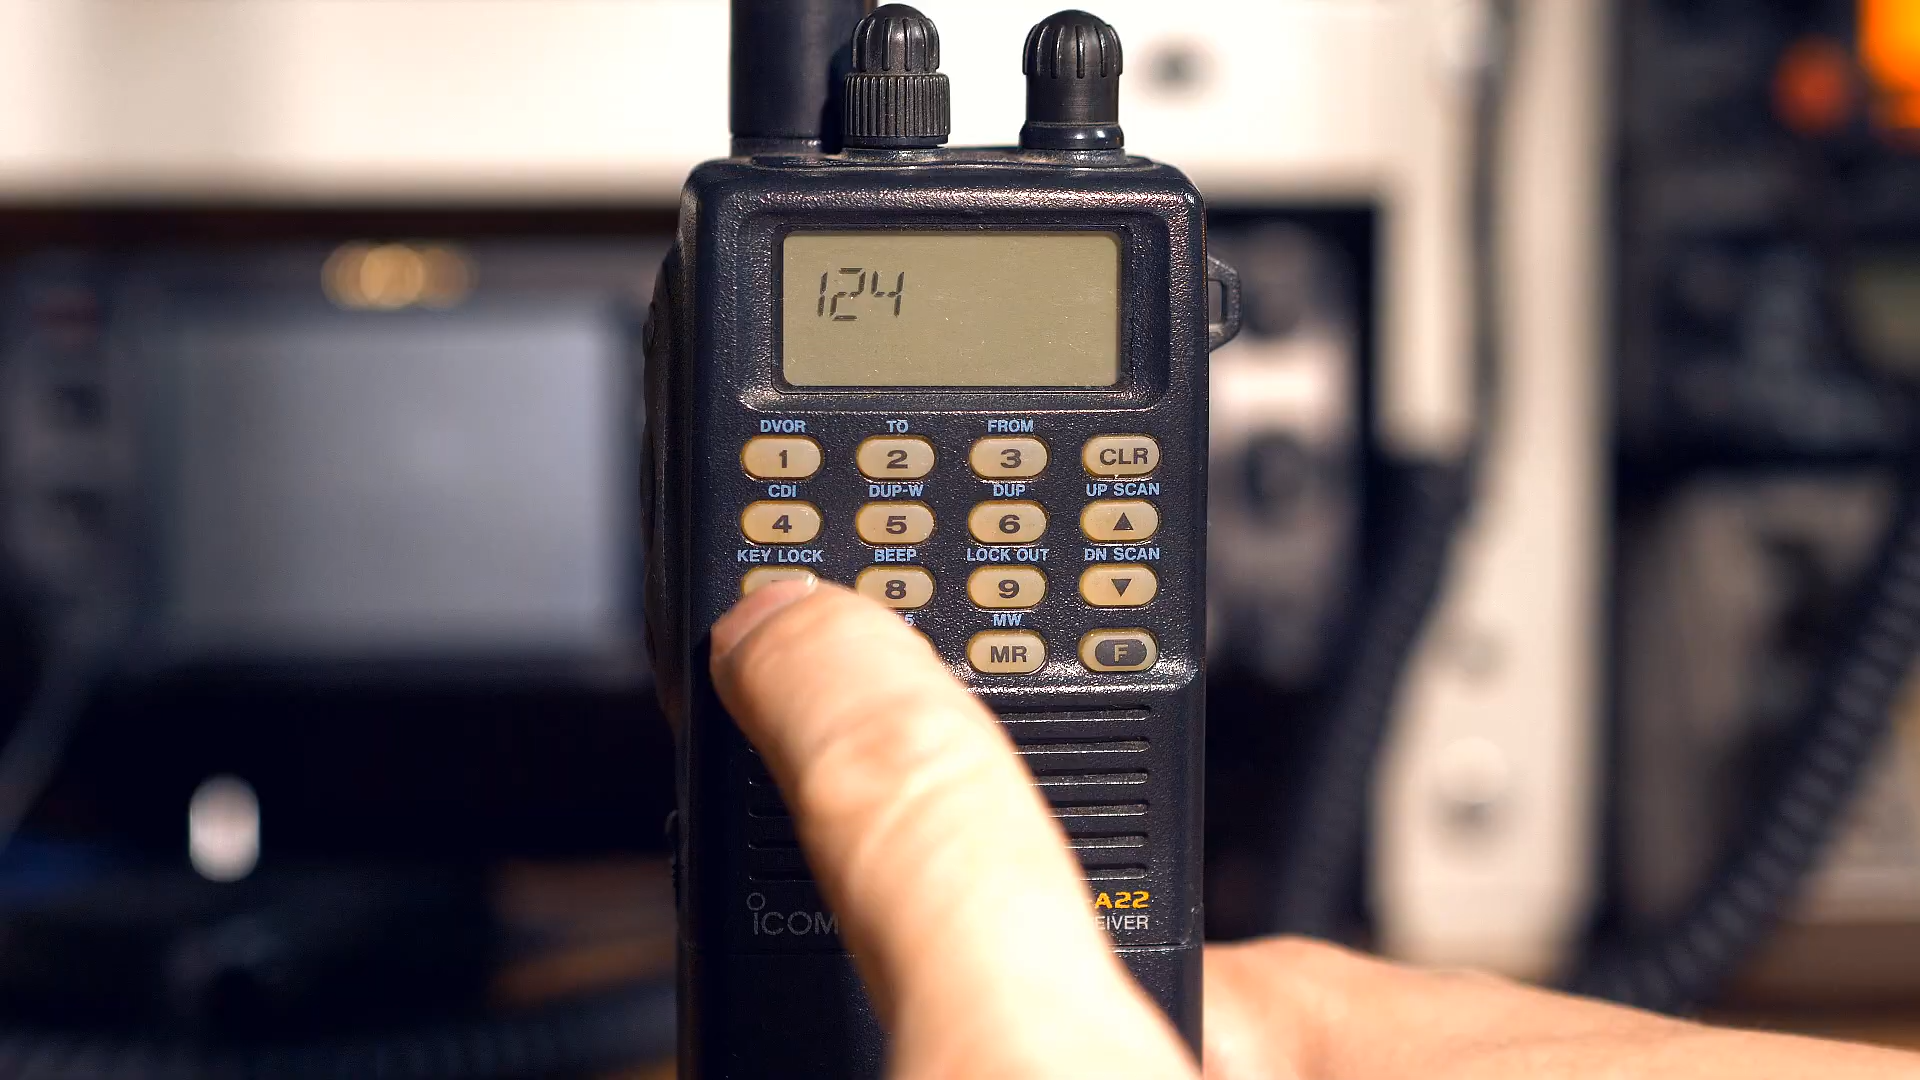 124
DVOR TO FROM
1 2 3 CLR
CDI DUP-W DUP UP SCAN
4 5 6 ▲
KEY LOCK BEEP LOCK OUT DN SCAN
8 9 ▼
5 MW
MR F
ICOM -A22
EIVER